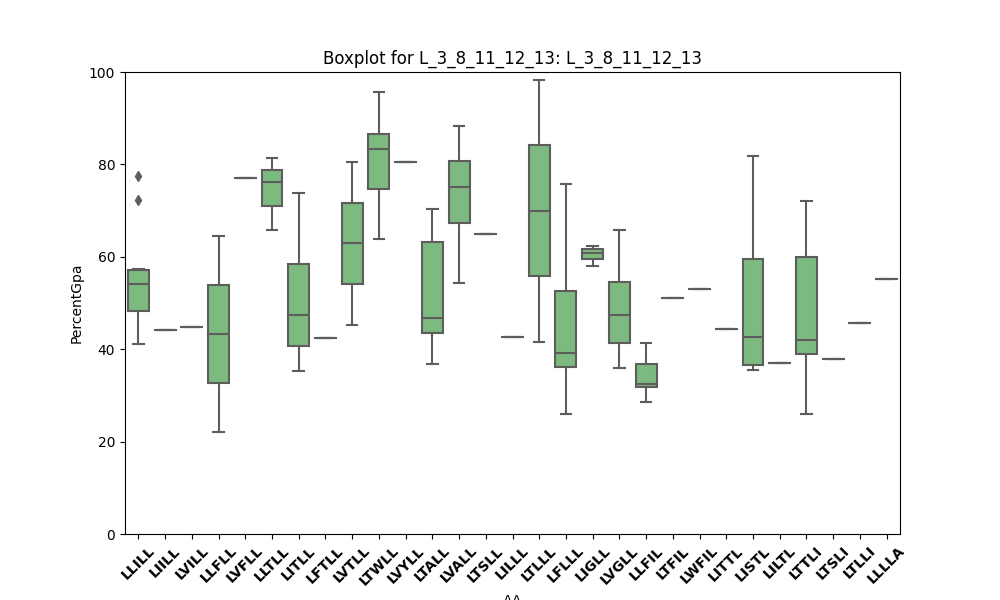 Boxplot for L_3_8_11_12_13: L_3_8_11_12_13
100
80
60
40
20
0
PercentGpa
LLILL LIILL LVILL LLFLL LVFLL LLTLL LITLL LFTLL LVTLL LTWLL LVYLL LTALL LVALL LTSLL LILLL LTLLL LFLLL LIGLL LVGLL LLFIL LTFIL LWFIL LITTL LISTL LILTL LTTLI LTSLI LTLLI LLLLA
AA